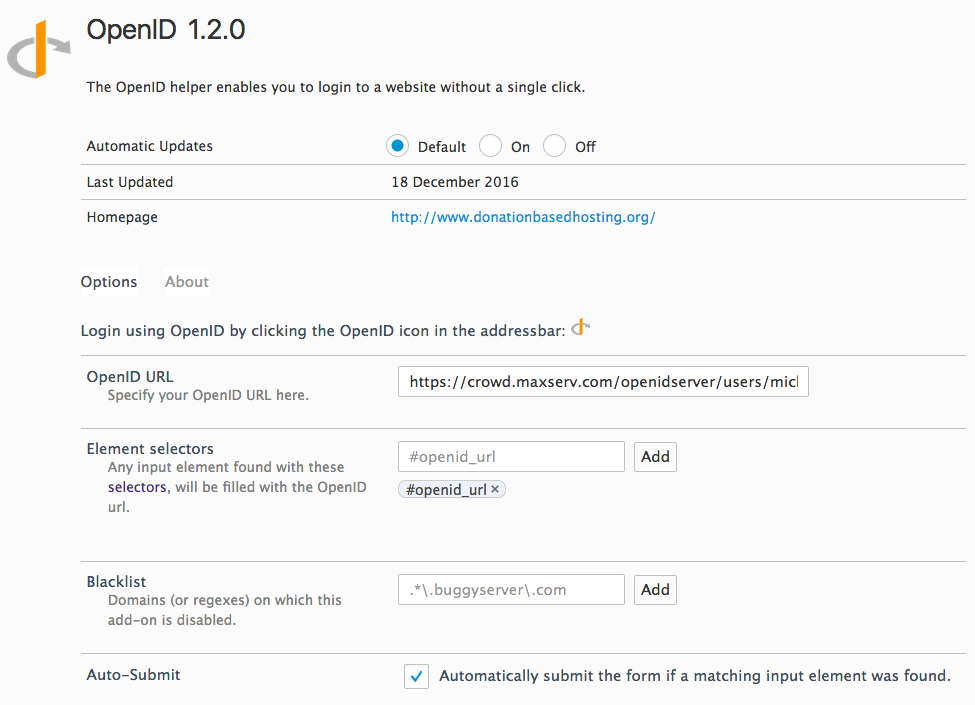 OpenID 1.2.0
The OpenID helper enables you to login to a website without a single click.
Automatic Updates Default On Off
Last Updated 18 December 2016
Homepage http://www.donationbasedhosting.org/
Options About
Login using OpenID by clicking the OpenID icon in the addressbar:
OpenID URL
Specify your OpenID URL here.
https://crowd.maxserv.com/openidserver/users/mich
Element selectors
Any input element found with these
selectors, will be filled with the OpenID
url.
#openid_url Add
#openid_url ×
Blacklist
Domains (or regexes) on which this
add-on is disabled.
.*\.buggyserver\.com Add
Auto-Submit Automatically submit the form if a matching input element was found.